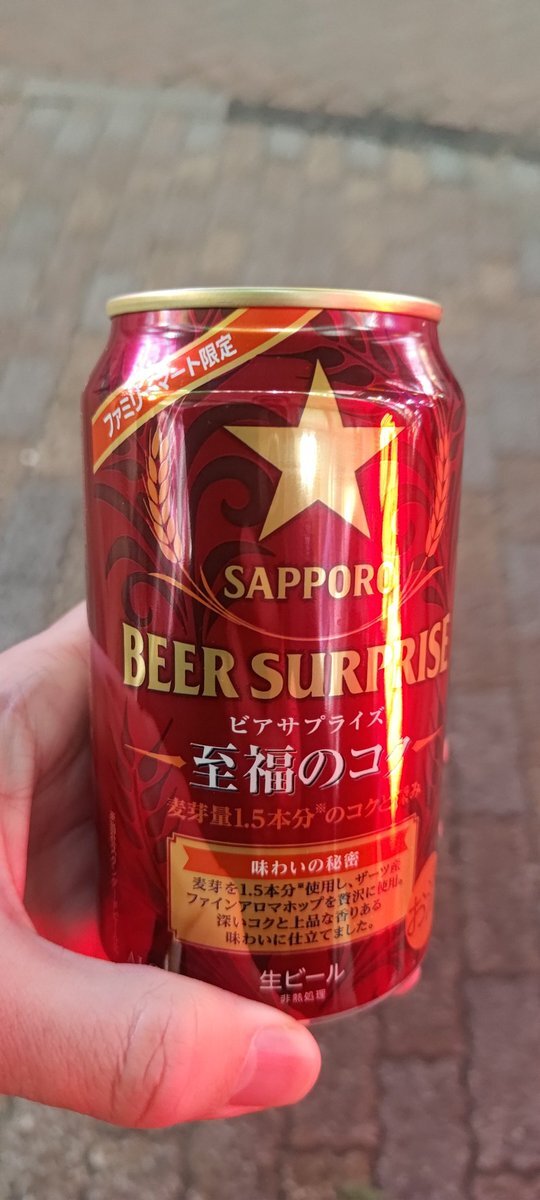 ファミリーマート限定
SAPPORO
BEER SURPRISE
ビアサプライズ
至福のコク
麦芽量1.5本分※のコクと
味わいの秘密
麦芽を1.5本分※使用し、ザーツ産
ファインアロマホップを贅沢に使用。
深いコクと上品な香りある
味わいに仕立てました。
生ビール
非熱処理